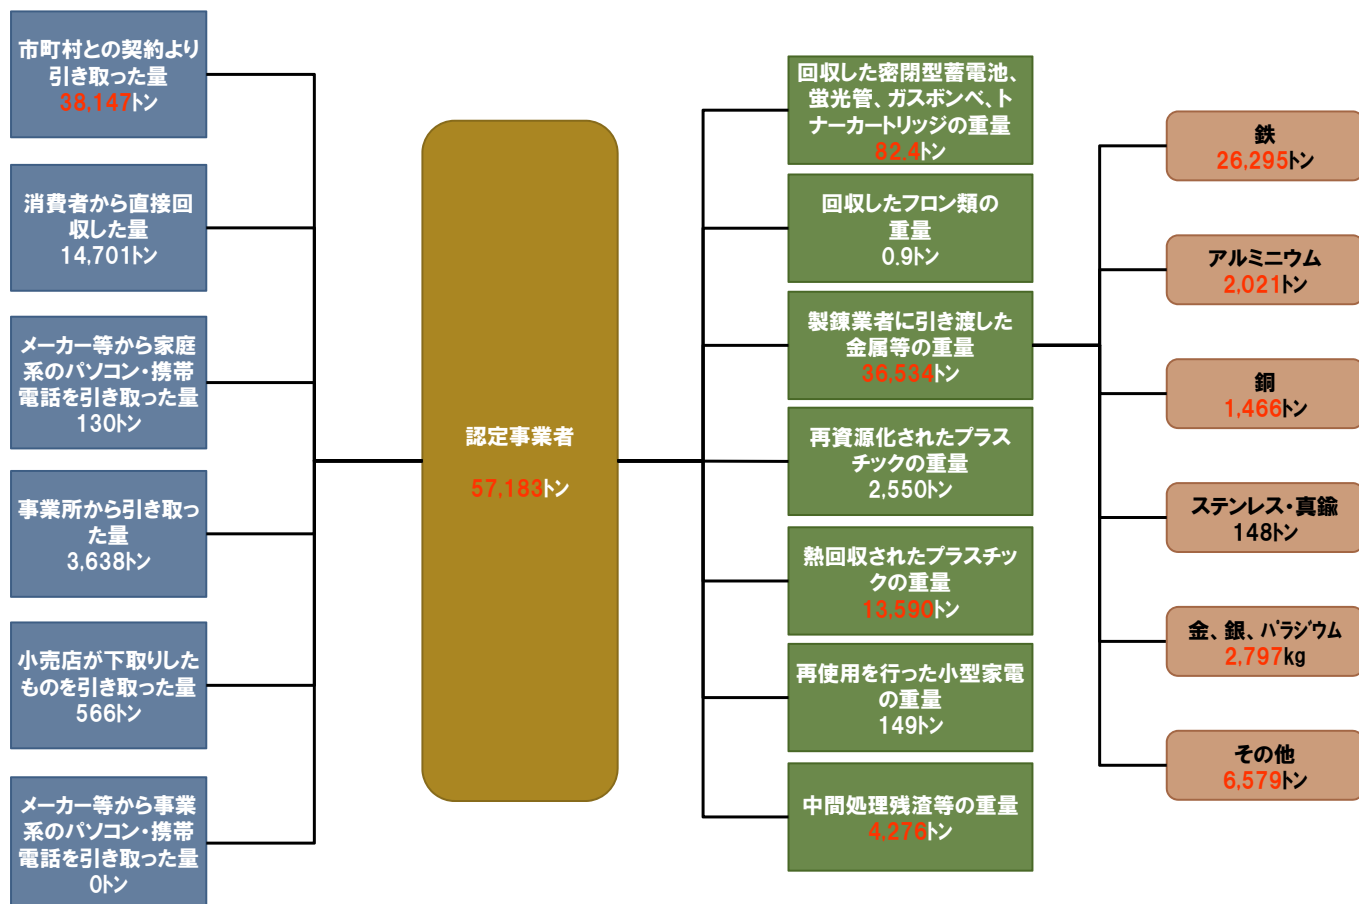 市町村との契約より
引き取った量
38,147トン
消費者から直接回
収した量
14,701トン
メーカー等から家庭
系のパソコン・携帯
電話を引き取った量
130トン
事業所から引き取っ
た量
3,638トン
小売店が下取りした
ものを引き取った量
566トン
メーカー等から事業
系のパソコン・携帯
電話を引き取った量
0トン
認定事業者
57,183トン
回収した密閉型蓄電池、
蛍光管、ガスボンベ、ト
ナーカートリッジの重量
82.4トン
回収したフロン類の
重量
0.9トン
製錬業者に引き渡した
金属等の重量
36,534トン
再資源化されたプラス
チックの重量
2,550トン
熱回収されたプラスチッ
クの重量
13,590トン
再使用を行った小型家電
の重量
149トン
中間処理残渣等の重量
4,276トン
鉄
26,295トン
アルミニウム
2,021トン
銅
1,466トン
ステンレス・真鍮
148トン
金、銀、パラジウム
2,797kg
その他
6,579トン